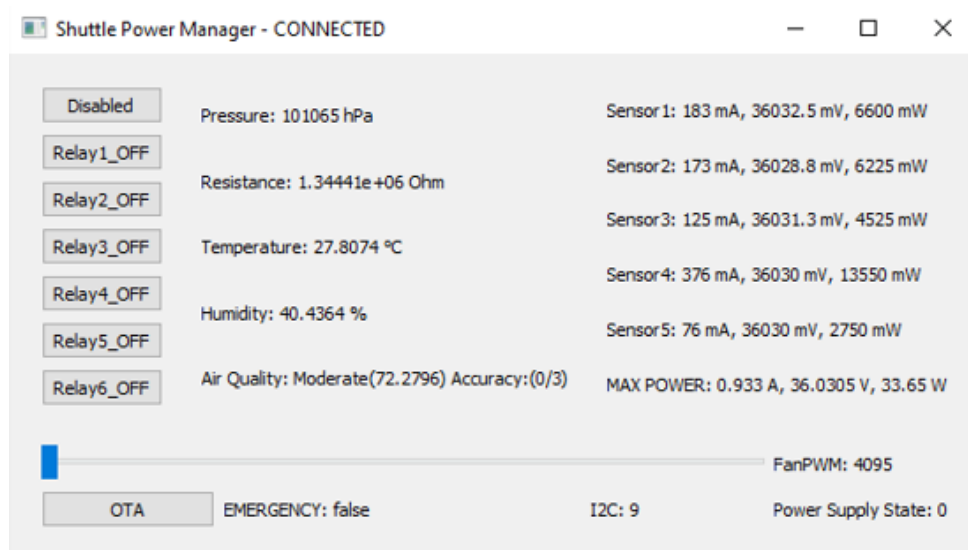 Shuttle Power Manager - CONNECTED
Disabled
Relay1_OFF
Relay2_OFF
Relay3_OFF
Relay4_OFF
Relay5_OFF
Relay6_OFF
Pressure: 101065 hPa
Resistance: 1.34441e+06 Ohm
Temperature: 27.8074 ºC
Humidity: 40.4364 %
Air Quality: Moderate(72.2796) Accuracy:(0/3)
Sensor1: 183 mA, 36032.5 mV, 6600 mW
Sensor2: 173 mA, 36028.8 mV, 6225 mW
Sensor3: 125 mA, 36031.3 mV, 4525 mW
Sensor4: 376 mA, 36030 mV, 13550 mW
Sensor5: 76 mA, 36030 mV, 2750 mW
MAX POWER: 0.933 A, 36.0305 V, 33.65 W
FanPWM: 4095
OTA
EMERGENCY: false
I2C: 9
Power Supply State: 0